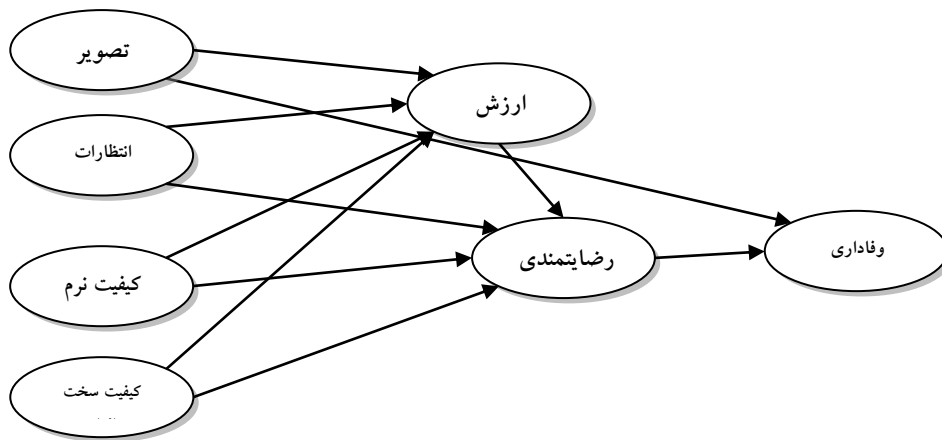 تصویر
ارزش
انتظارات
وفاداری
رضایتمندی
کیفیت نرم
کیفیت سخت